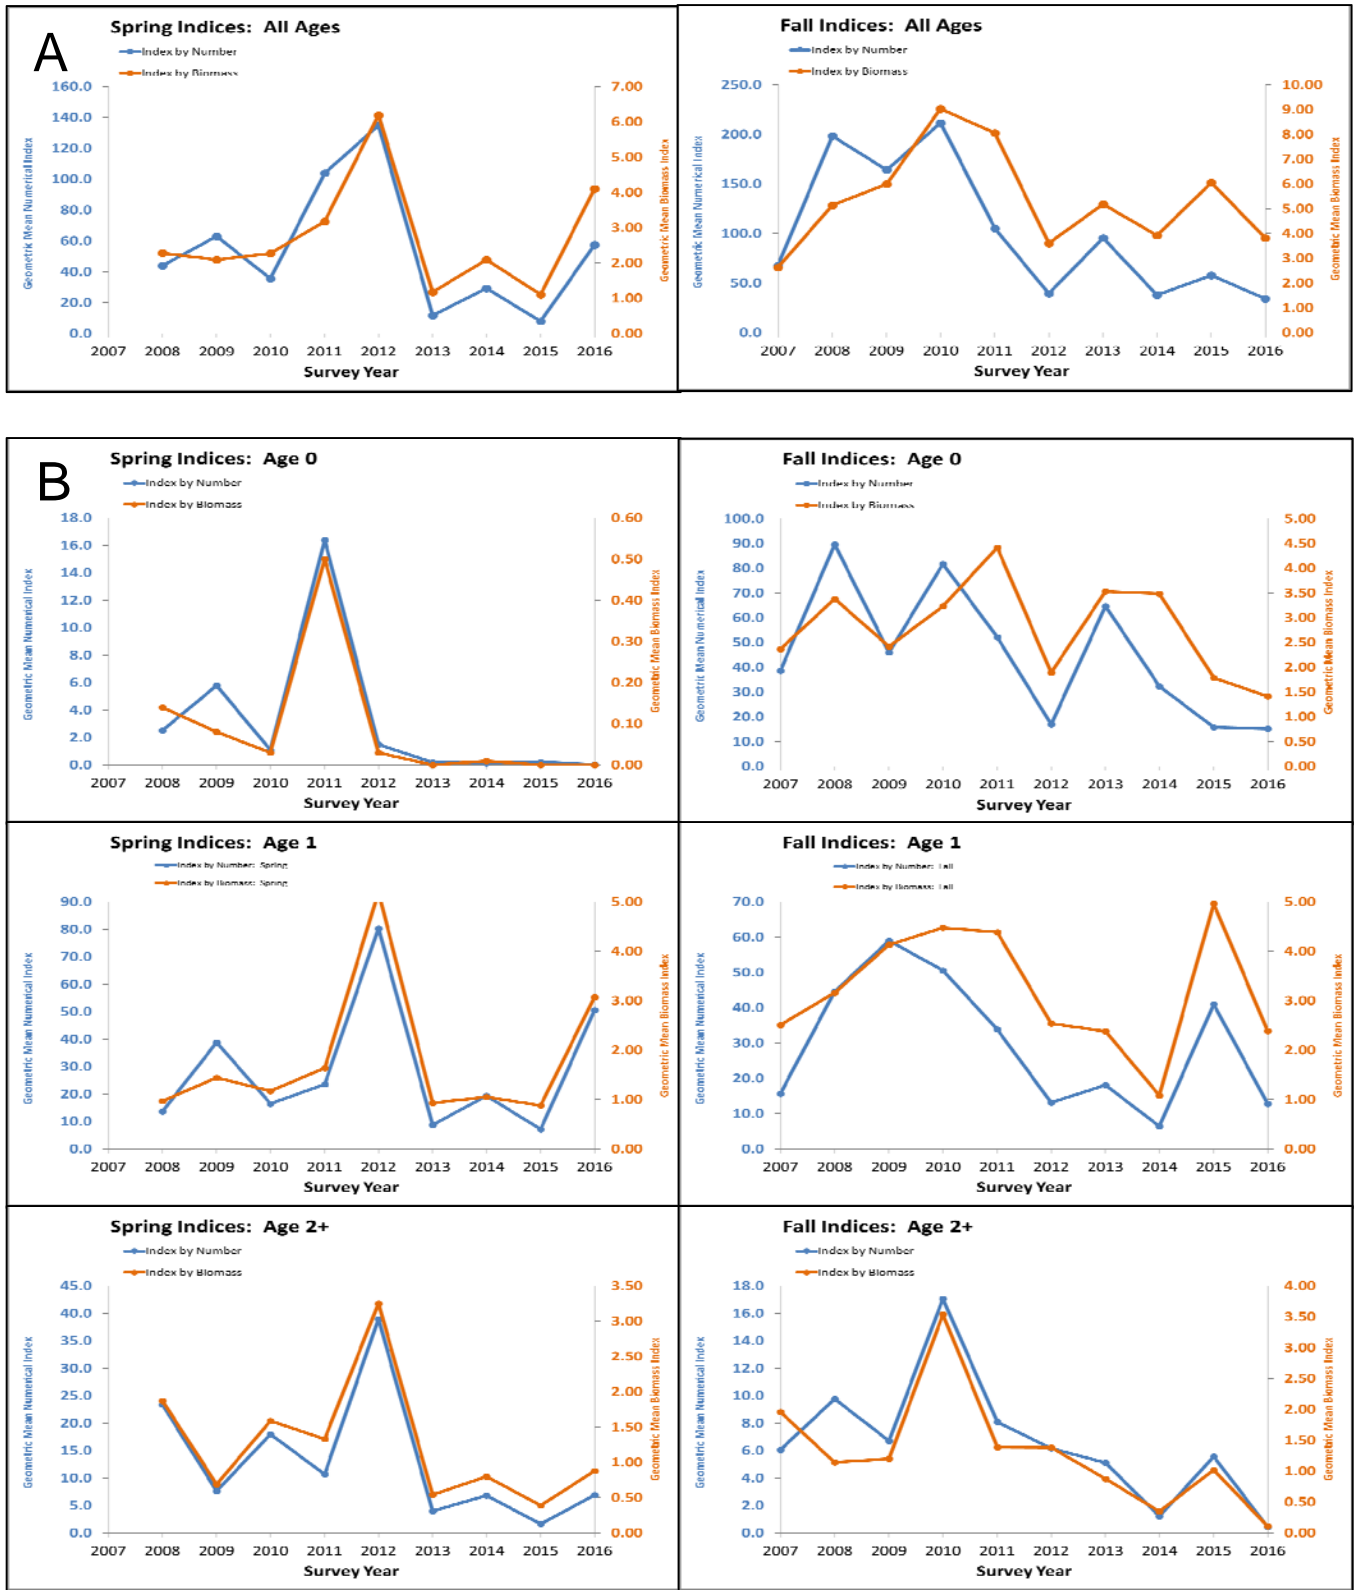 A
Spring Indices: All Ages
Index by Number
Index by Biomass
Geometric Mean Numerical Index
160.0
140.0
120.0
100.0
80.0
60.0
40.0
20.0
0.0
7.00
6.00
5.00
4.00
3.00
2.00
1.00
0.00
Geometric Mean Biomass Index
2007 2008 2009 2010 2011 2012 2013 2014 2015 2016
Survey Year
Fall Indices: All Ages
Index by Number
Index by Biomass
Geometric Mean Numerical Index
250.0
200.0
150.0
100.0
50.0
0.0
10.00
9.00
8.00
7.00
6.00
5.00
4.00
3.00
2.00
1.00
0.00
Geometric Mean Biomass Index
2007 2008 2009 2010 2011 2012 2013 2014 2015 2016
Survey Year
B
Spring Indices: Age 0
Index by Number
Index by Biomass
Geometric Mean Numerical Index
18.0
16.0
14.0
12.0
10.0
8.0
6.0
4.0
2.0
0.0
0.60
0.50
0.40
0.30
0.20
0.10
0.00
Geometric Mean Biomass Index
2007 2008 2009 2010 2011 2012 2013 2014 2015 2016
Survey Year
Fall Indices: Age 0
Index by Number
Index by Biomass
Geometric Mean Numerical Index
100.0
90.0
80.0
70.0
60.0
50.0
40.0
30.0
20.0
10.0
0.0
5.00
4.50
4.00
3.50
3.00
2.50
2.00
1.50
1.00
0.50
0.00
Geometric Mean Biomass Index
2007 2008 2009 2010 2011 2012 2013 2014 2015 2016
Survey Year
Spring Indices: Age 1
Index by Number: Spring
Index by Biomass: Spring
Geometric Mean Numerical Index
90.0
80.0
70.0
60.0
50.0
40.0
30.0
20.0
10.0
0.0
5.00
4.00
3.00
2.00
1.00
0.00
Geometric Mean Biomass Index
2007 2008 2009 2010 2011 2012 2013 2014 2015 2016
Survey Year
Fall Indices: Age 1
Index by Number: Fall
Index by Biomass: Fall
Geometric Mean Numerical Index
70.0
60.0
50.0
40.0
30.0
20.0
10.0
0.0
5.00
4.00
3.00
2.00
1.00
0.00
Geometric Mean Biomass Index
2007 2008 2009 2010 2011 2012 2013 2014 2015 2016
Survey Year
Spring Indices: Age 2+
Index by Number
Index by Biomass
Geometric Mean Numerical Index
45.0
40.0
35.0
30.0
25.0
20.0
15.0
10.0
5.0
0.0
3.50
3.00
2.50
2.00
1.50
1.00
0.50
0.00
Geometric Mean Biomass Index
2007 2008 2009 2010 2011 2012 2013 2014 2015 2016
Survey Year
Fall Indices: Age 2+
Index by Number
Index by Biomass
Geometric Mean Numerical Index
18.0
16.0
14.0
12.0
10.0
8.0
6.0
4.0
2.0
0.0
4.00
3.50
3.00
2.50
2.00
1.50
1.00
0.50
0.00
Geometric Mean Biomass Index
2007 2008 2009 2010 2011 2012 2013 2014 2015 2016
Survey Year